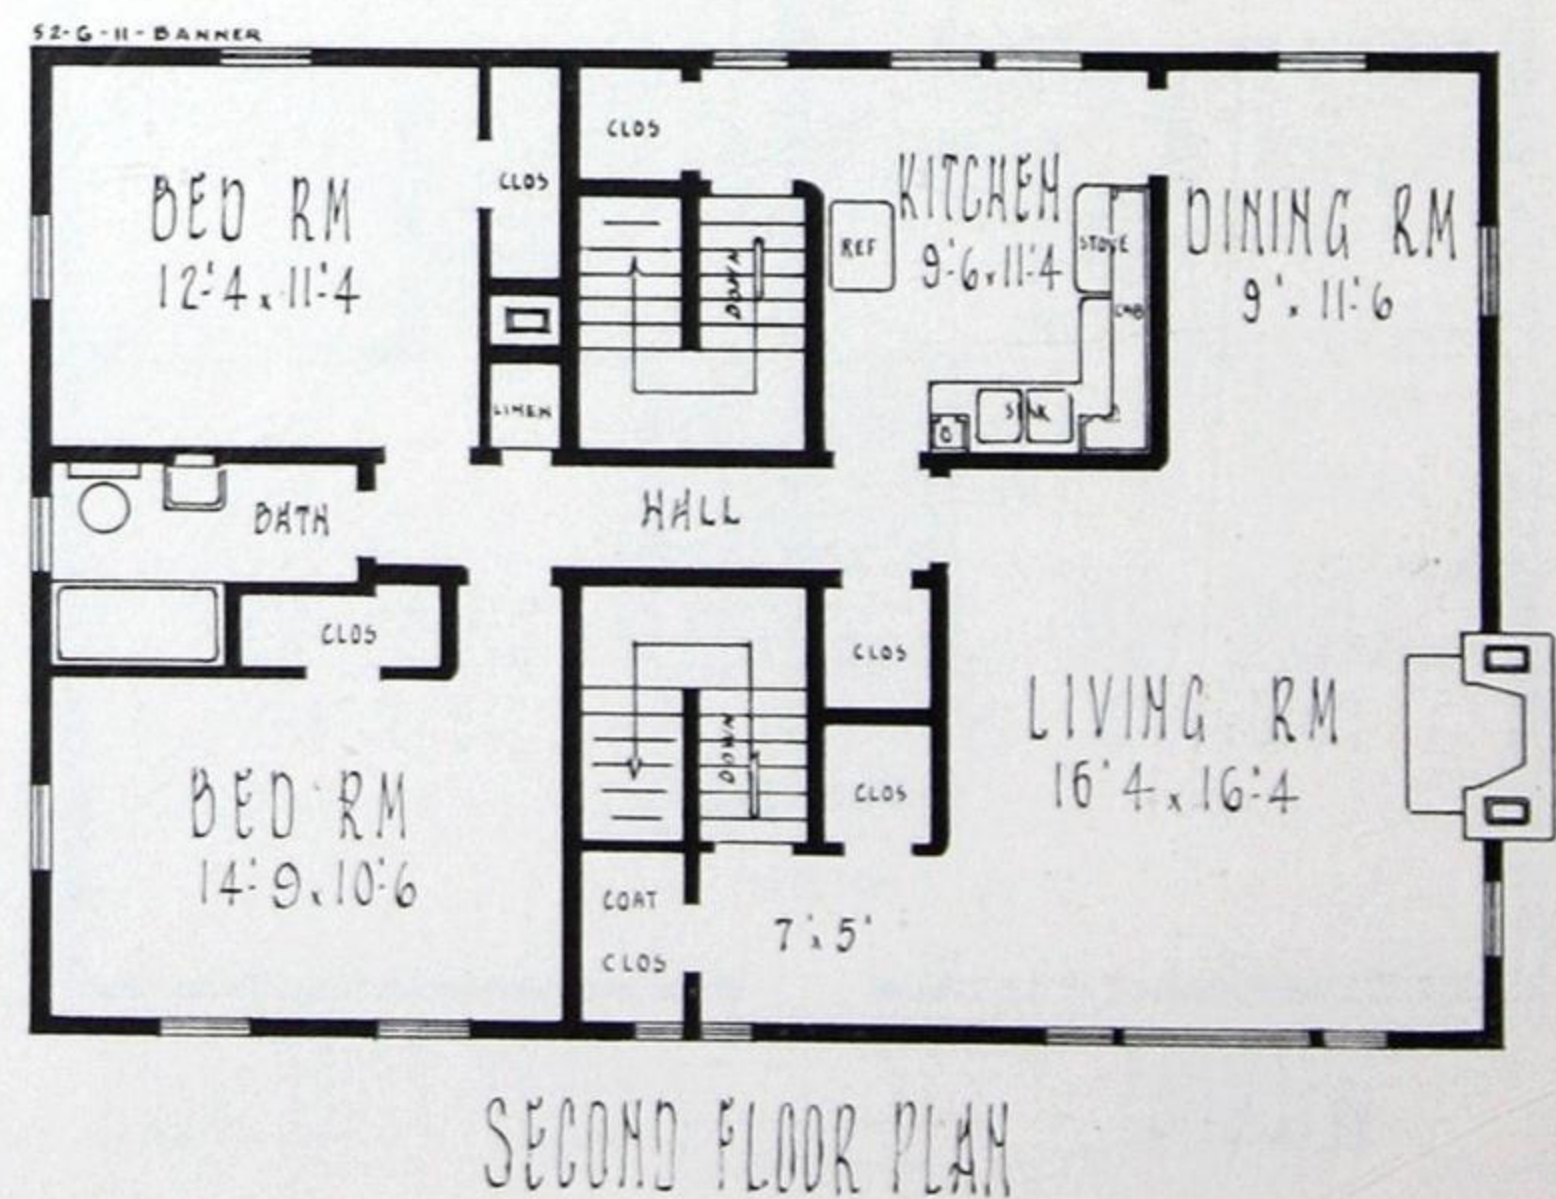 52-G-11-BANNER
BED RM
12'-4 x 11'-4
CLOS
CLOS
DOWN
REF
KITCHEN
9'-6 x 11'-4
STOVE
CAB
DINING RM
9' x 11'-6
LINEN
SINK
BATH
HALL
CLOS
CLOS
DOWN
CLOS
LIVING RM
16'4 x 16'-4
BED RM
14'-9 x 10'-6
COAT
CLOS
7' x 5'
SECOND FLOOR PLAN